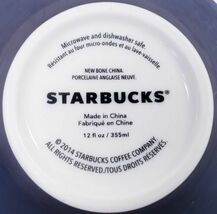 Microwave and dishwasher safe.
Résistant au four micro-ondes et au lave-vaisselle.
NEW BONE CHINA.
PORCELAINE ANGLAISE NEUVE.
STARBUCKS®
Made in China
Fabriqué en Chine
12 fl oz / 355ml
© 2014 STARBUCKS COFFEE COMPANY.
ALL RIGHTS RESERVED./TOUS DROITS RÉSERVÉS.